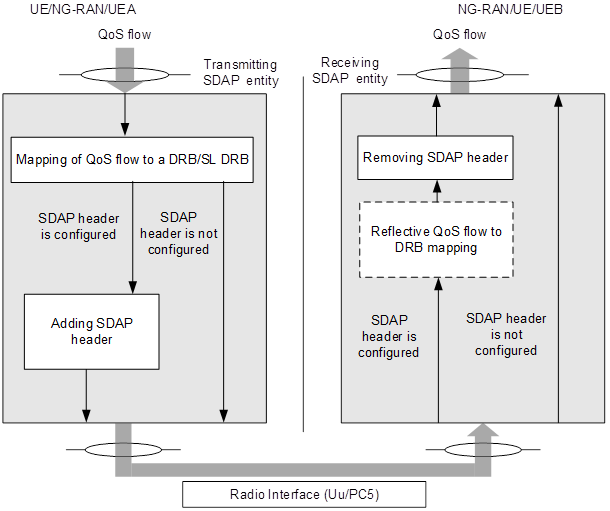 UE/NG-RAN/UEA
NG-RAN/UE/UEB
QoS flow
QoS flow
Transmitting
SDAP entity
Receiving
SDAP entity
Mapping of QoS flow to a DRB/SL DRB
SDAP header
is configured
SDAP
header is not
configured
Adding SDAP
header
Removing SDAP header
Reflective QoS flow to
DRB mapping
SDAP
header is
configured
SDAP header
is not
configured
Radio Interface (Uu/PC5)